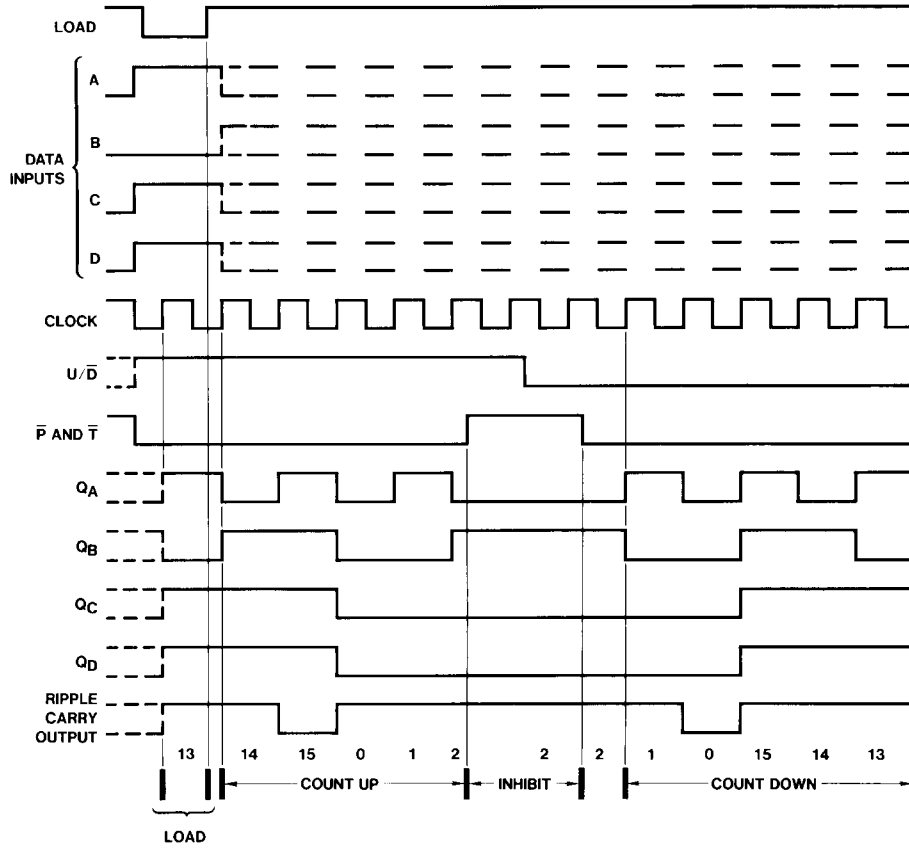 LOAD
A
B
DATA
INPUTS
C
D
CLOCK
U/D̅
P̅ AND T̅
QA
QB
QC
QD
RIPPLE
CARRY
OUTPUT
13 14 15 0 1 2 2 2 1 0 15 14 13
COUNT UP INHIBIT COUNT DOWN
LOAD